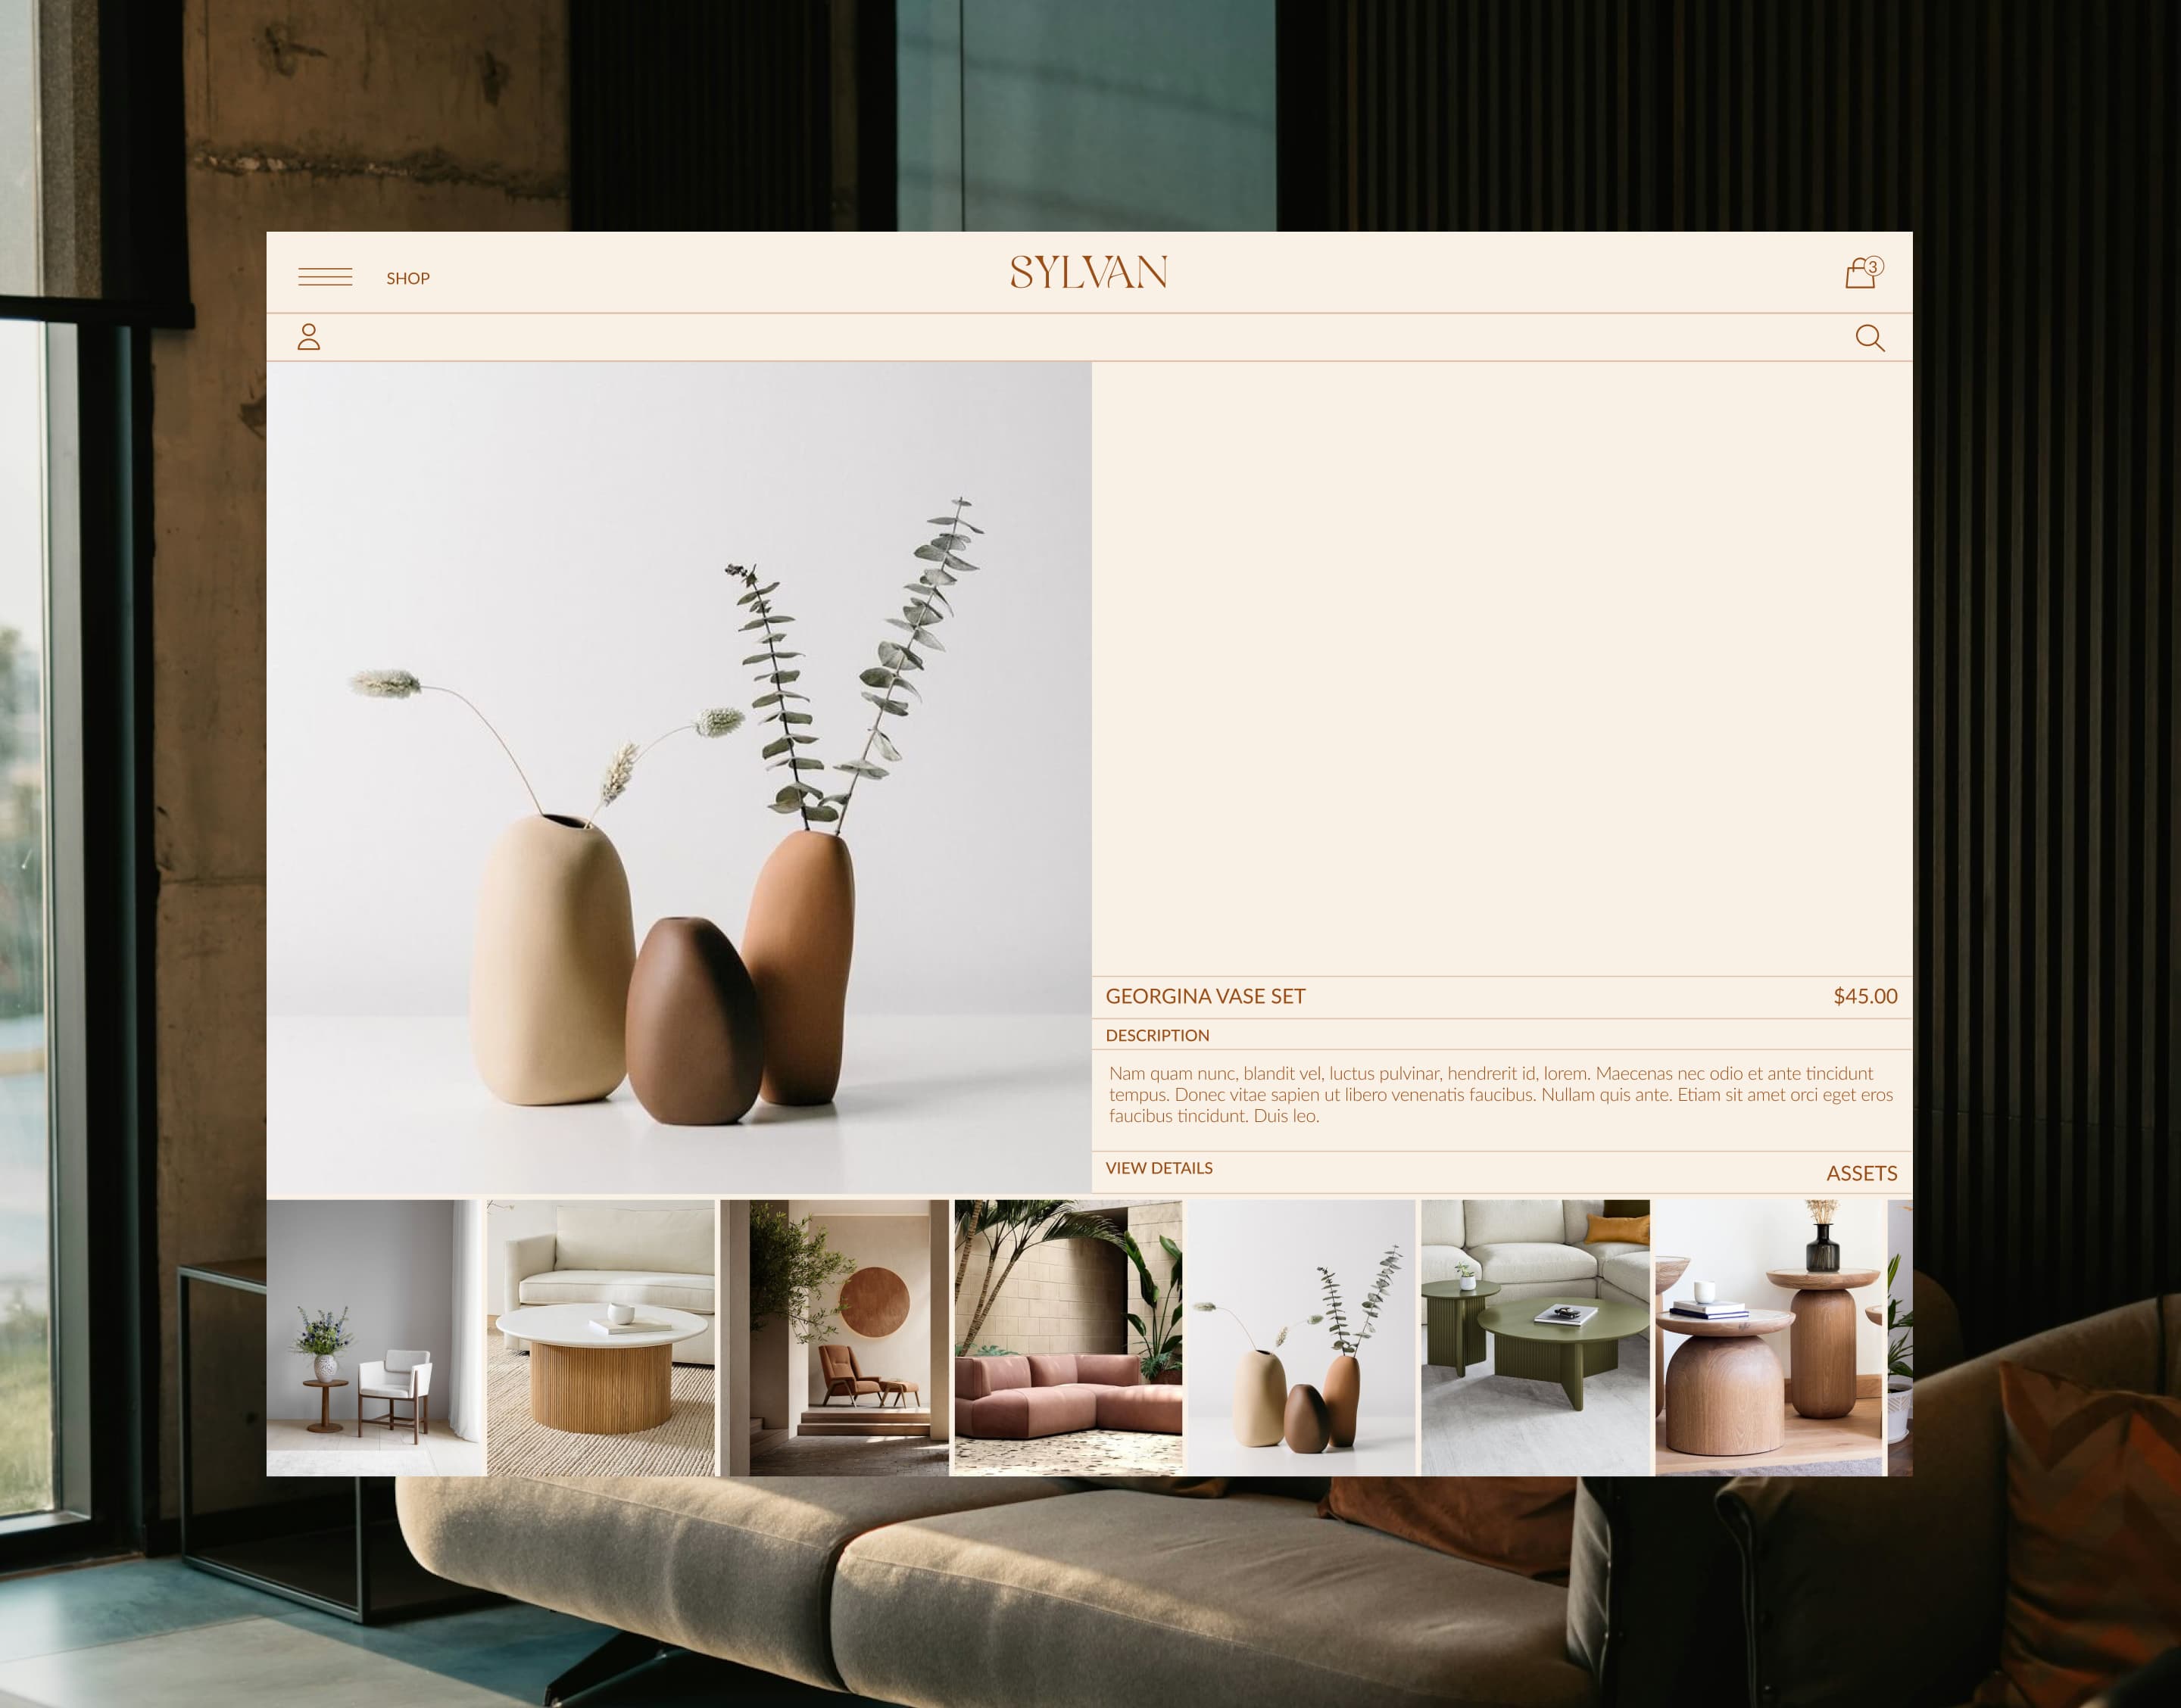 SHOP
SYLVAN
3
GEORGINA VASE SET
$45.00
DESCRIPTION
Nam quam nunc, blandit vel, luctus pulvinar, hendrerit id, lorem. Maecenas nec odio et ante tincidunt
tempus. Donec vitae sapien ut libero venenatis faucibus. Nullam quis ante. Etiam sit amet orci eget eros
faucibus tincidunt. Duis leo.
VIEW DETAILS
ASSETS